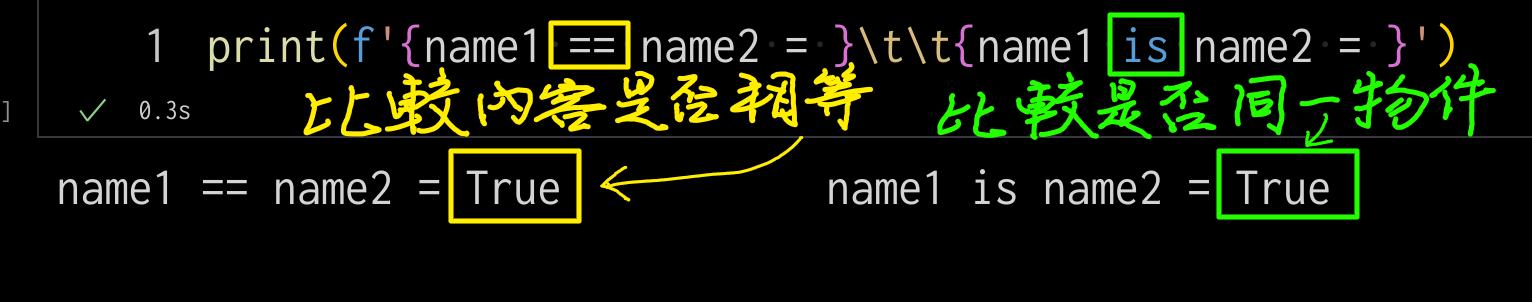 1 print(f'{name1 == name2 = }\t\t{name1 is name2 = }')
] ✓ 0.3s 比較內容是否相等 比較是否同一物件
name1 == name2 = True name1 is name2 = True